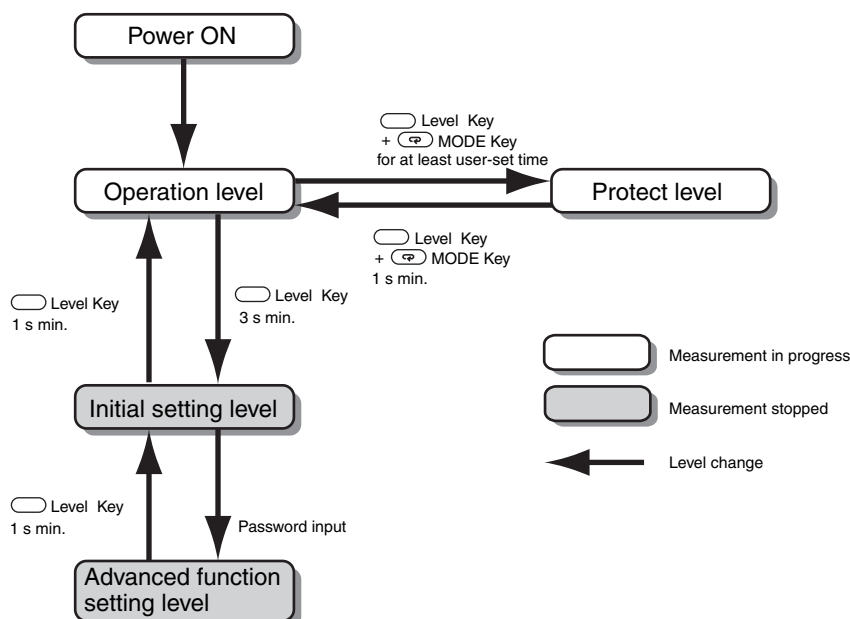 Power ON
Level Key
+ MODE Key
for at least user-set time
Operation level
Protect level
Level Key
+ MODE Key
1 s min.
Level Key
1 s min.
Level Key
3 s min.
Measurement in progress
Initial setting level
Measurement stopped
Level change
Level Key
1 s min.
Password input
Advanced function
setting level